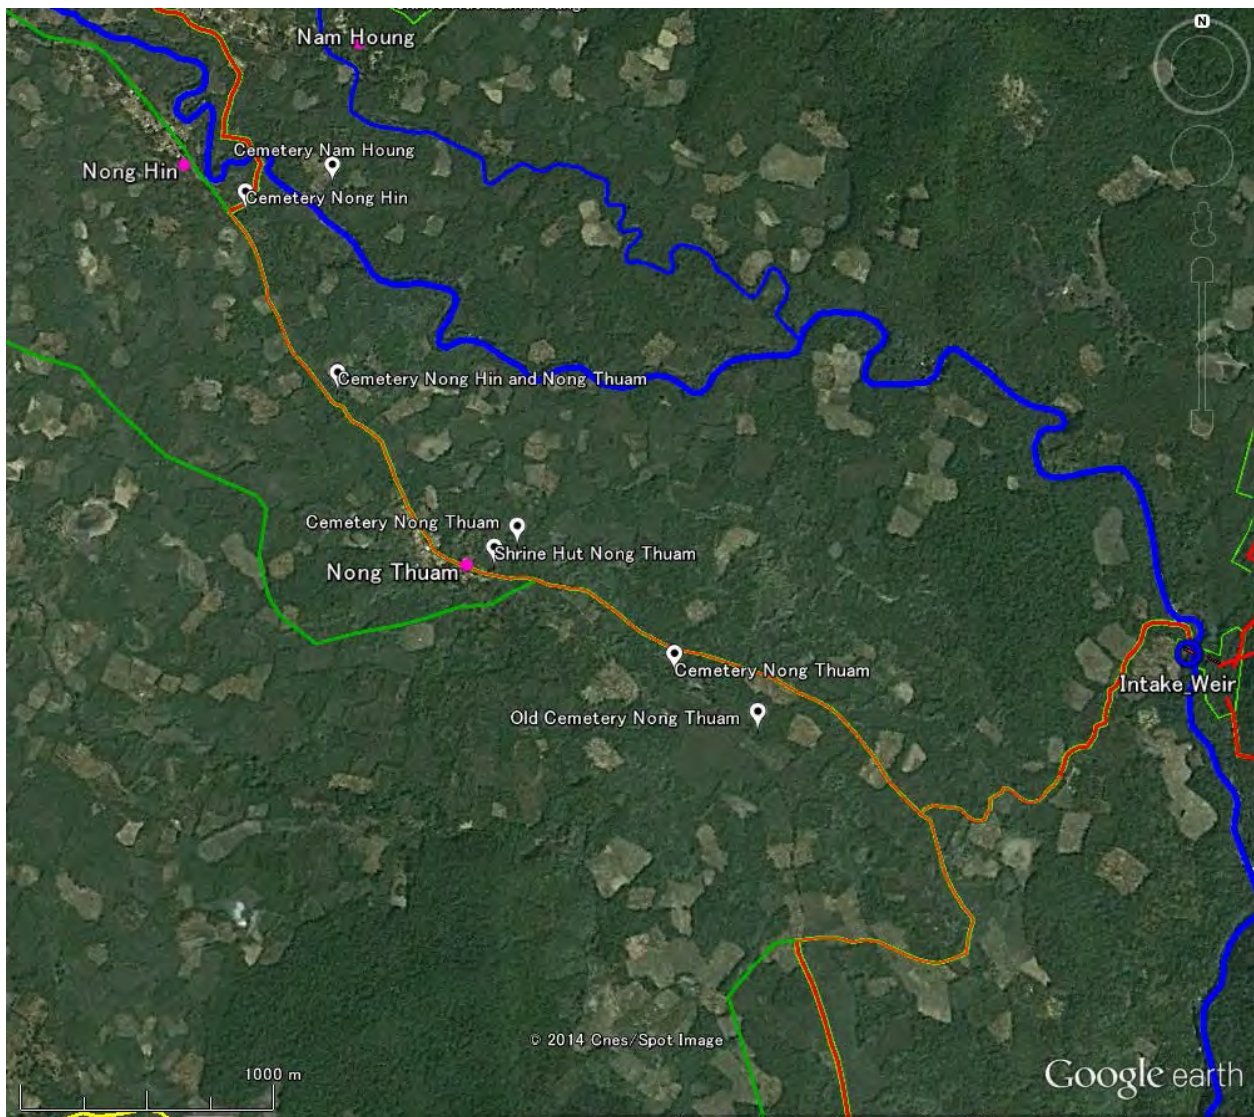 Nam Houng
N
Cemetery Nam Houng
Nong Hin
Cemetery Nong Hin
Cemetery Nong Hin and Nong Thuam
Cemetery Nong Thuam
Shrine Hut Nong Thuam
Nong Thuam
Cemetery Nong Thuam
Intake Weir
Old Cemetery Nong Thuam
© 2014 Cnes/Spot Image
1000 m
Google earth